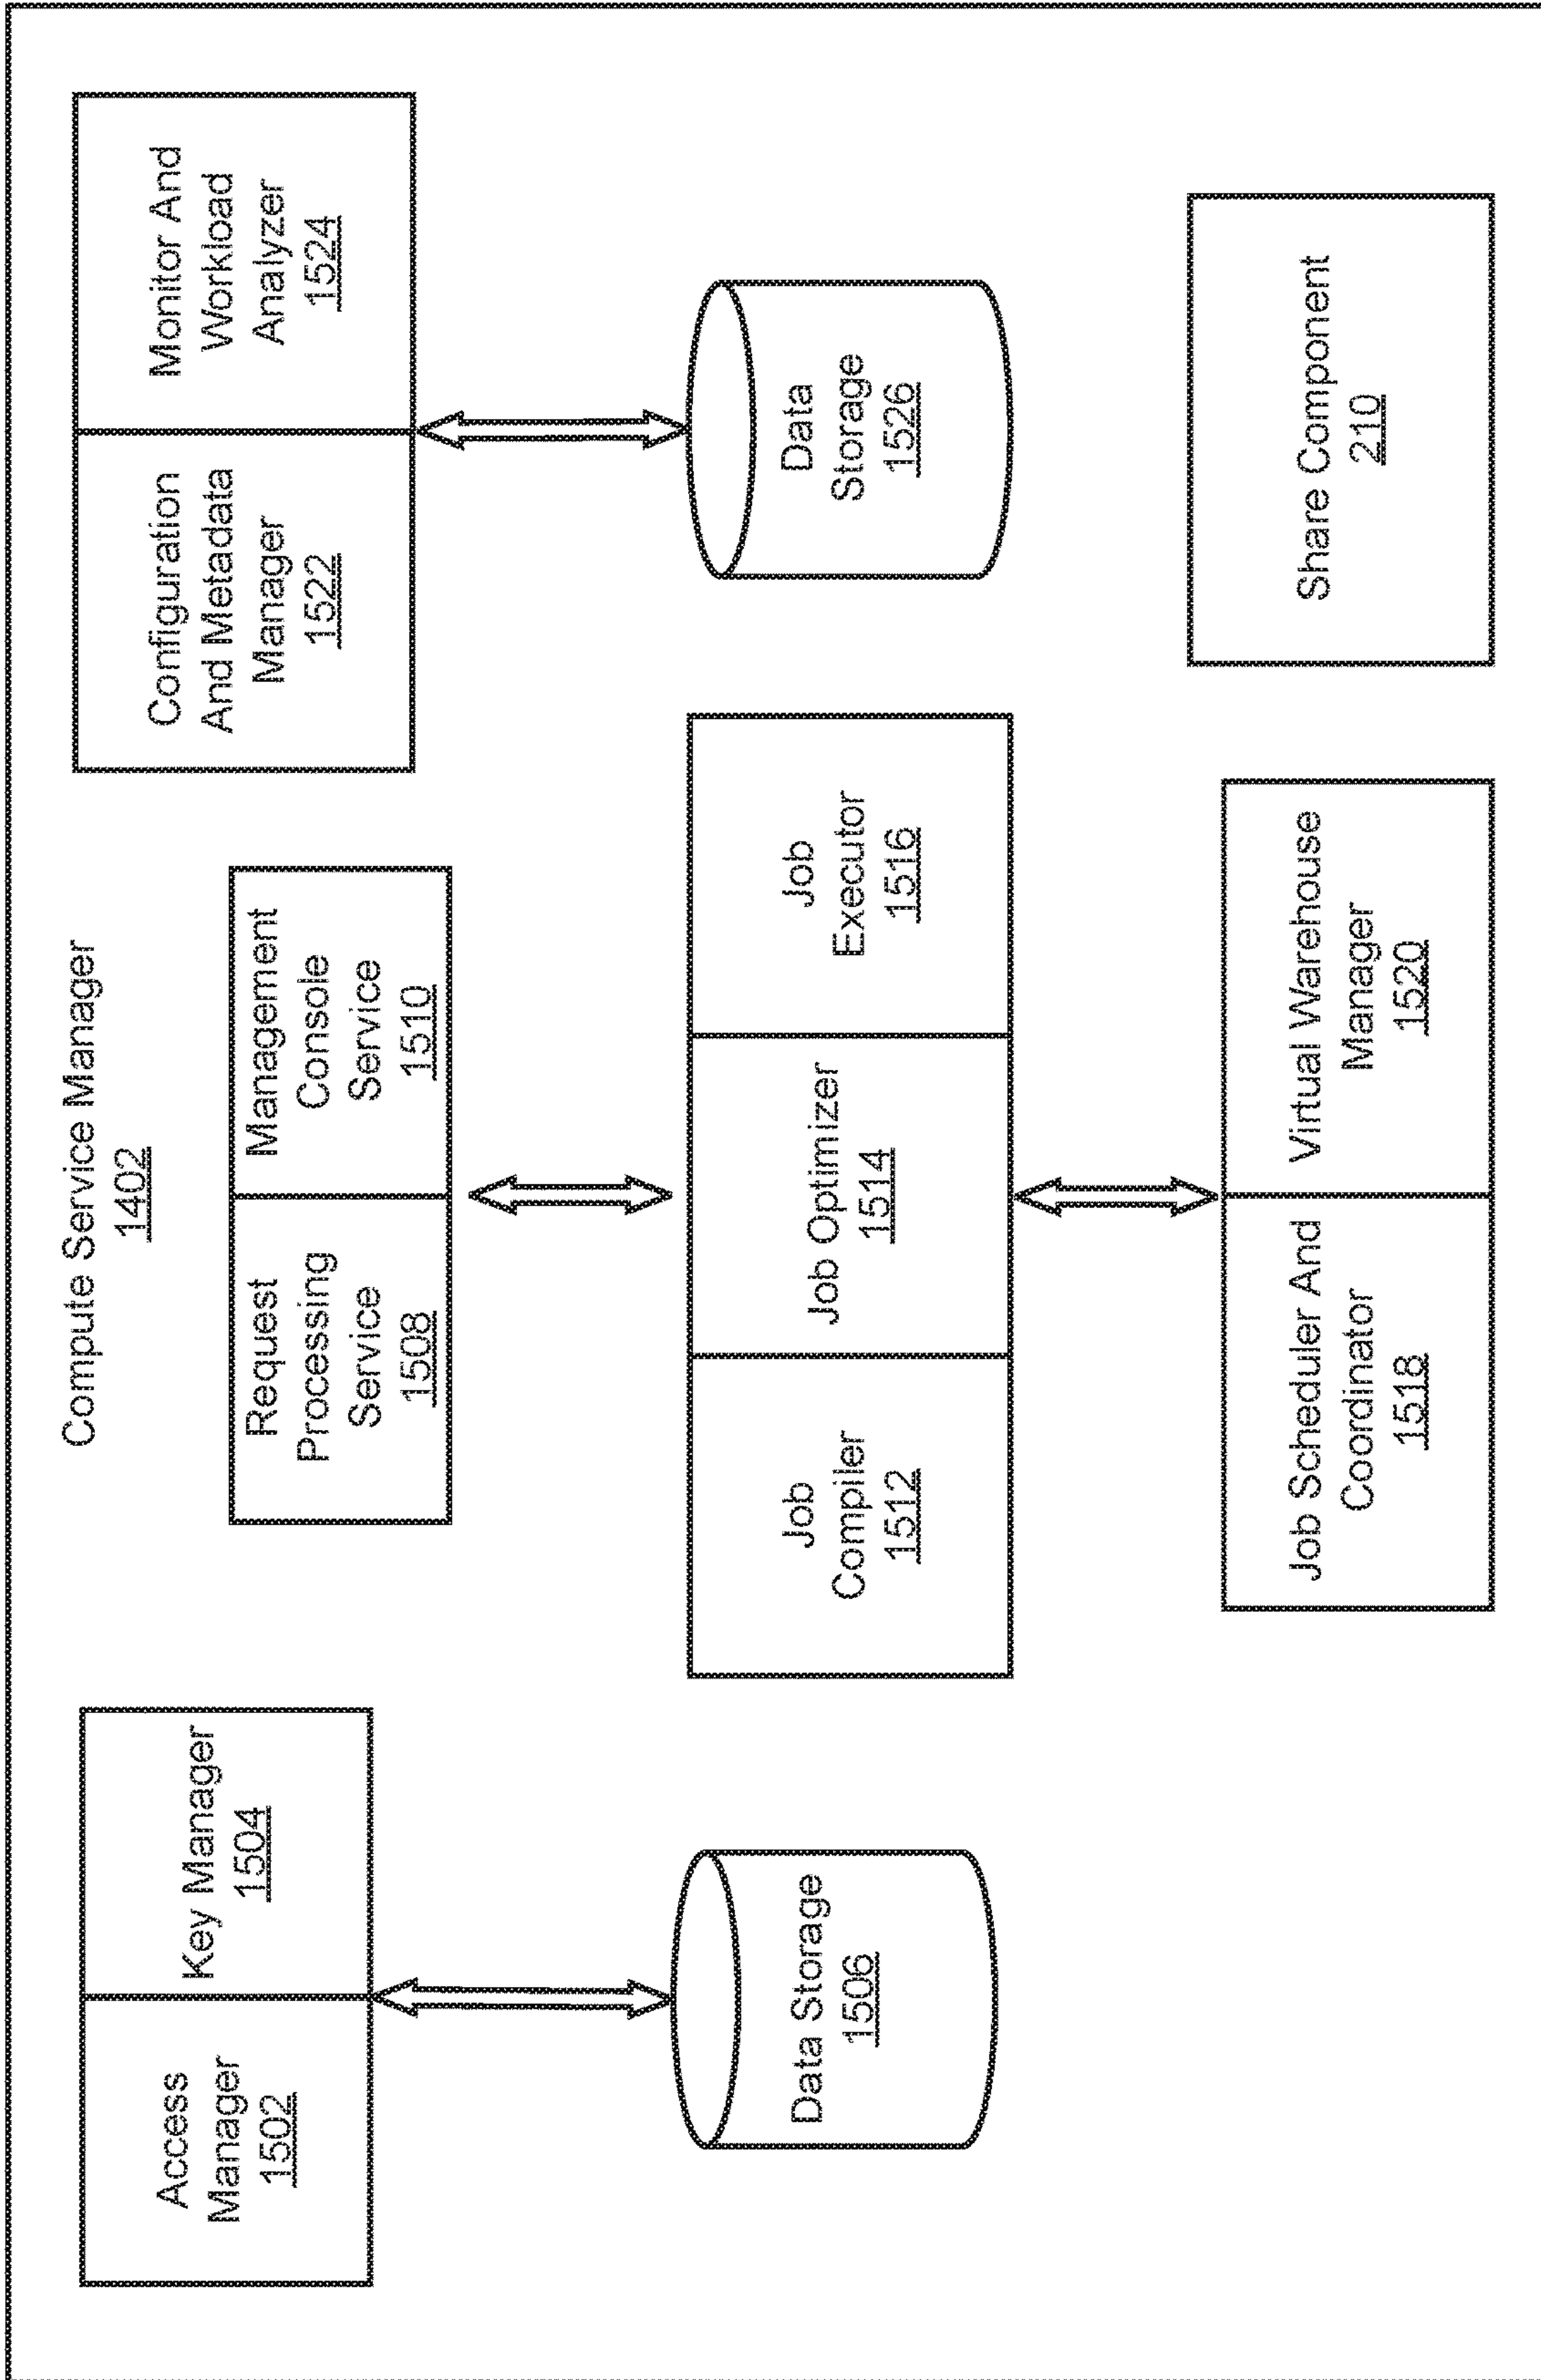 Compute Service Manager
1402
Access
Manager
1502
Key Manager
1504
Data Storage
1506
Request
Processing
Service
1508
Management
Console
Service
1510
Job
Compiler
1512
Job Optimizer
1514
Job
Executor
1516
Job Scheduler And
Coordinator
1518
Virtual Warehouse
Manager
1520
Configuration
And Metadata
Manager
1522
Monitor And
Workload
Analyzer
1524
Data
Storage
1526
Share Component
210